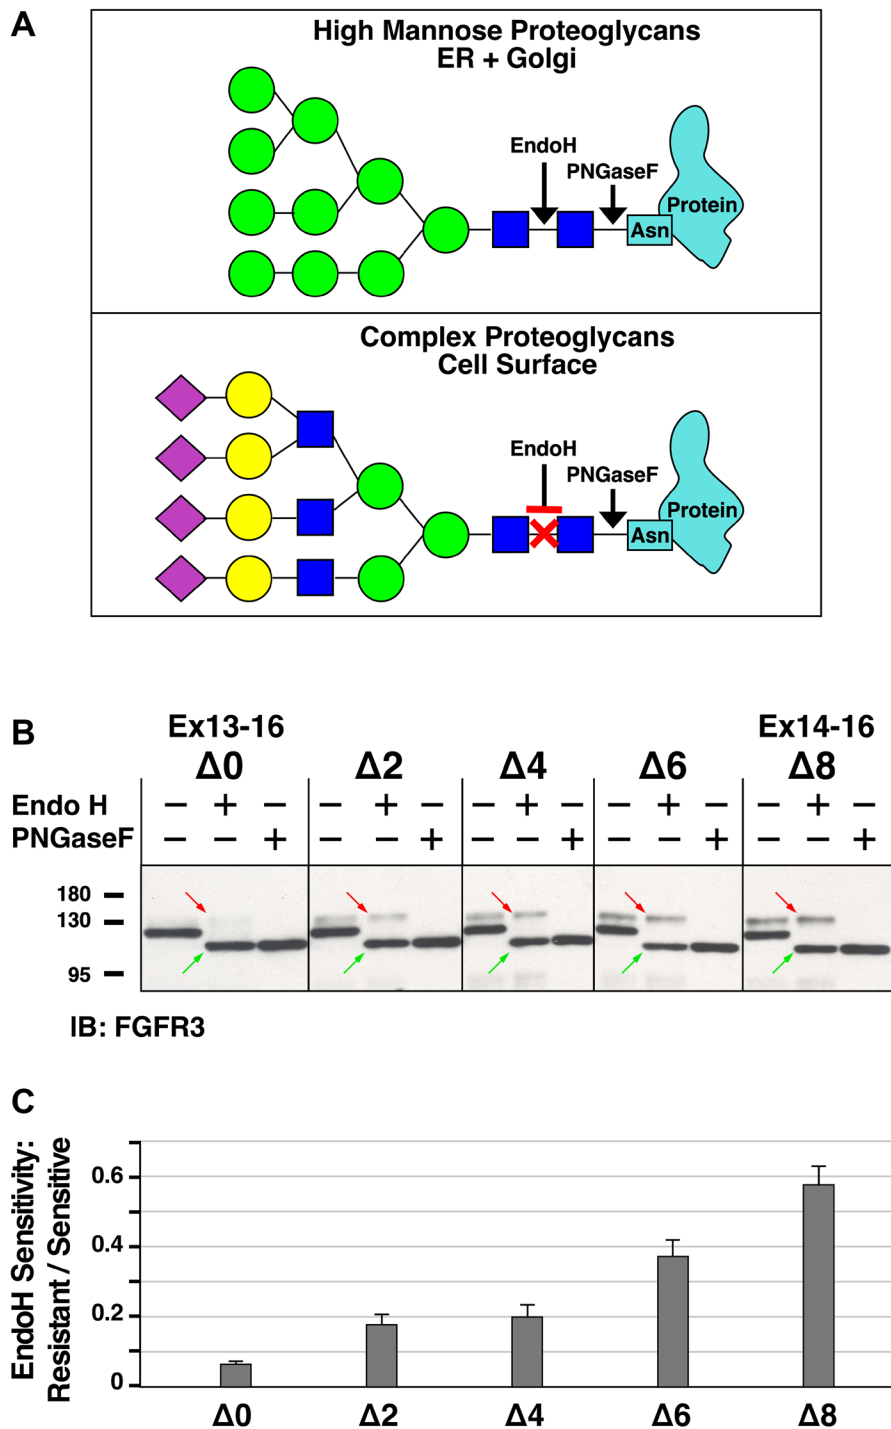 A
High Mannose Proteoglycans
ER + Golgi
EndoH
PNGaseF
Protein
Asn
Complex Proteoglycans
Cell Surface
EndoH
PNGaseF
Protein
Asn
B
Ex13-16 Ex14-16
Δ0 Δ2 Δ4 Δ6 Δ8
Endo H − + − − + − − + − − + − − + −
PNGaseF − − + − − + − − + − − + − − +
180
130
95
IB: FGFR3
C
EndoH Sensitivity:
Resistant / Sensitive
0.6
0.4
0.2
0
Δ0 Δ2 Δ4 Δ6 Δ8